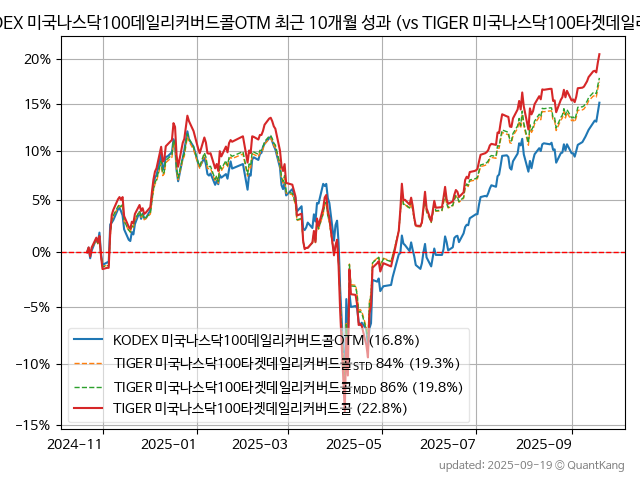 DEX 미국나스닥100데일리커버드콜OTM 최근 10개월 성과 (vs TIGER 미국나스닥100타겟데일리
20%
15%
10%
5%
0%
−5%
−10%
−15%
KODEX 미국나스닥100데일리커버드콜OTM (16.8%)
TIGER 미국나스닥100타겟데일리커버드콜STD 84% (19.3%)
TIGER 미국나스닥100타겟데일리커버드콜MDD 86% (19.8%)
TIGER 미국나스닥100타겟데일리커버드콜 (22.8%)
2024-11 2025-01 2025-03 2025-05 2025-07 2025-09
updated: 2025-09-19 © QuantKang